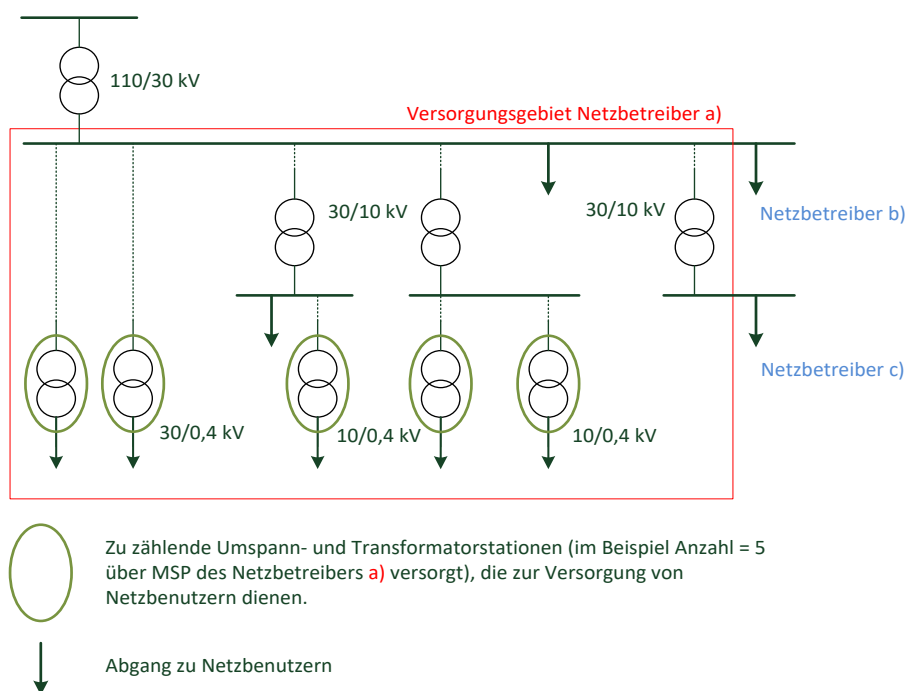 110/30 kV
Versorgungsgebiet Netzbetreiber a)
30/10 kV
30/10 kV
Netzbetreiber b)
Netzbetreiber c)
30/0,4 kV
10/0,4 kV
10/0,4 kV
Zu zählende Umspann- und Transformatorstationen (im Beispiel Anzahl = 5
über MSP des Netzbetreibers a) versorgt), die zur Versorgung von
Netzbenutzern dienen.
Abgang zu Netzbenutzern